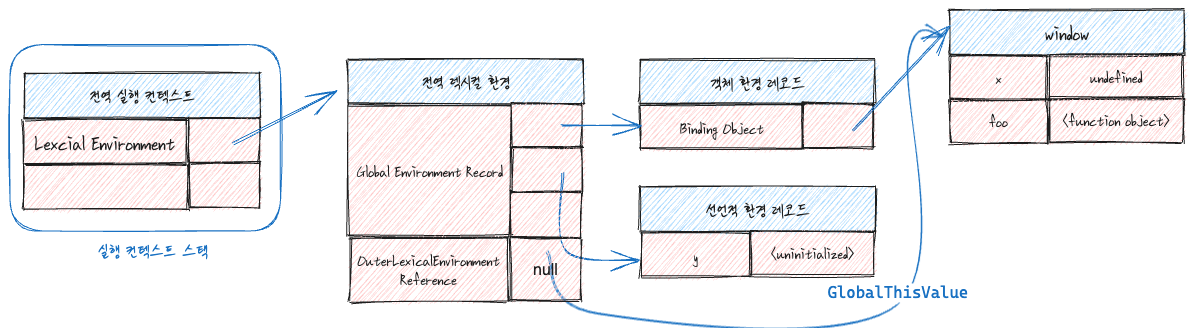 전역 실행 컨텍스트
Lexcial Environment
실행 컨텍스트 스택
전역 렉시컬 환경
Global Environment Record
OuterLexicalEnvironment
Reference
null
객체 환경 레코드
Binding Object
선언적 환경 레코드
y
<uninitialized>
GlobalThisValue
window
x
undefined
foo
<function object>